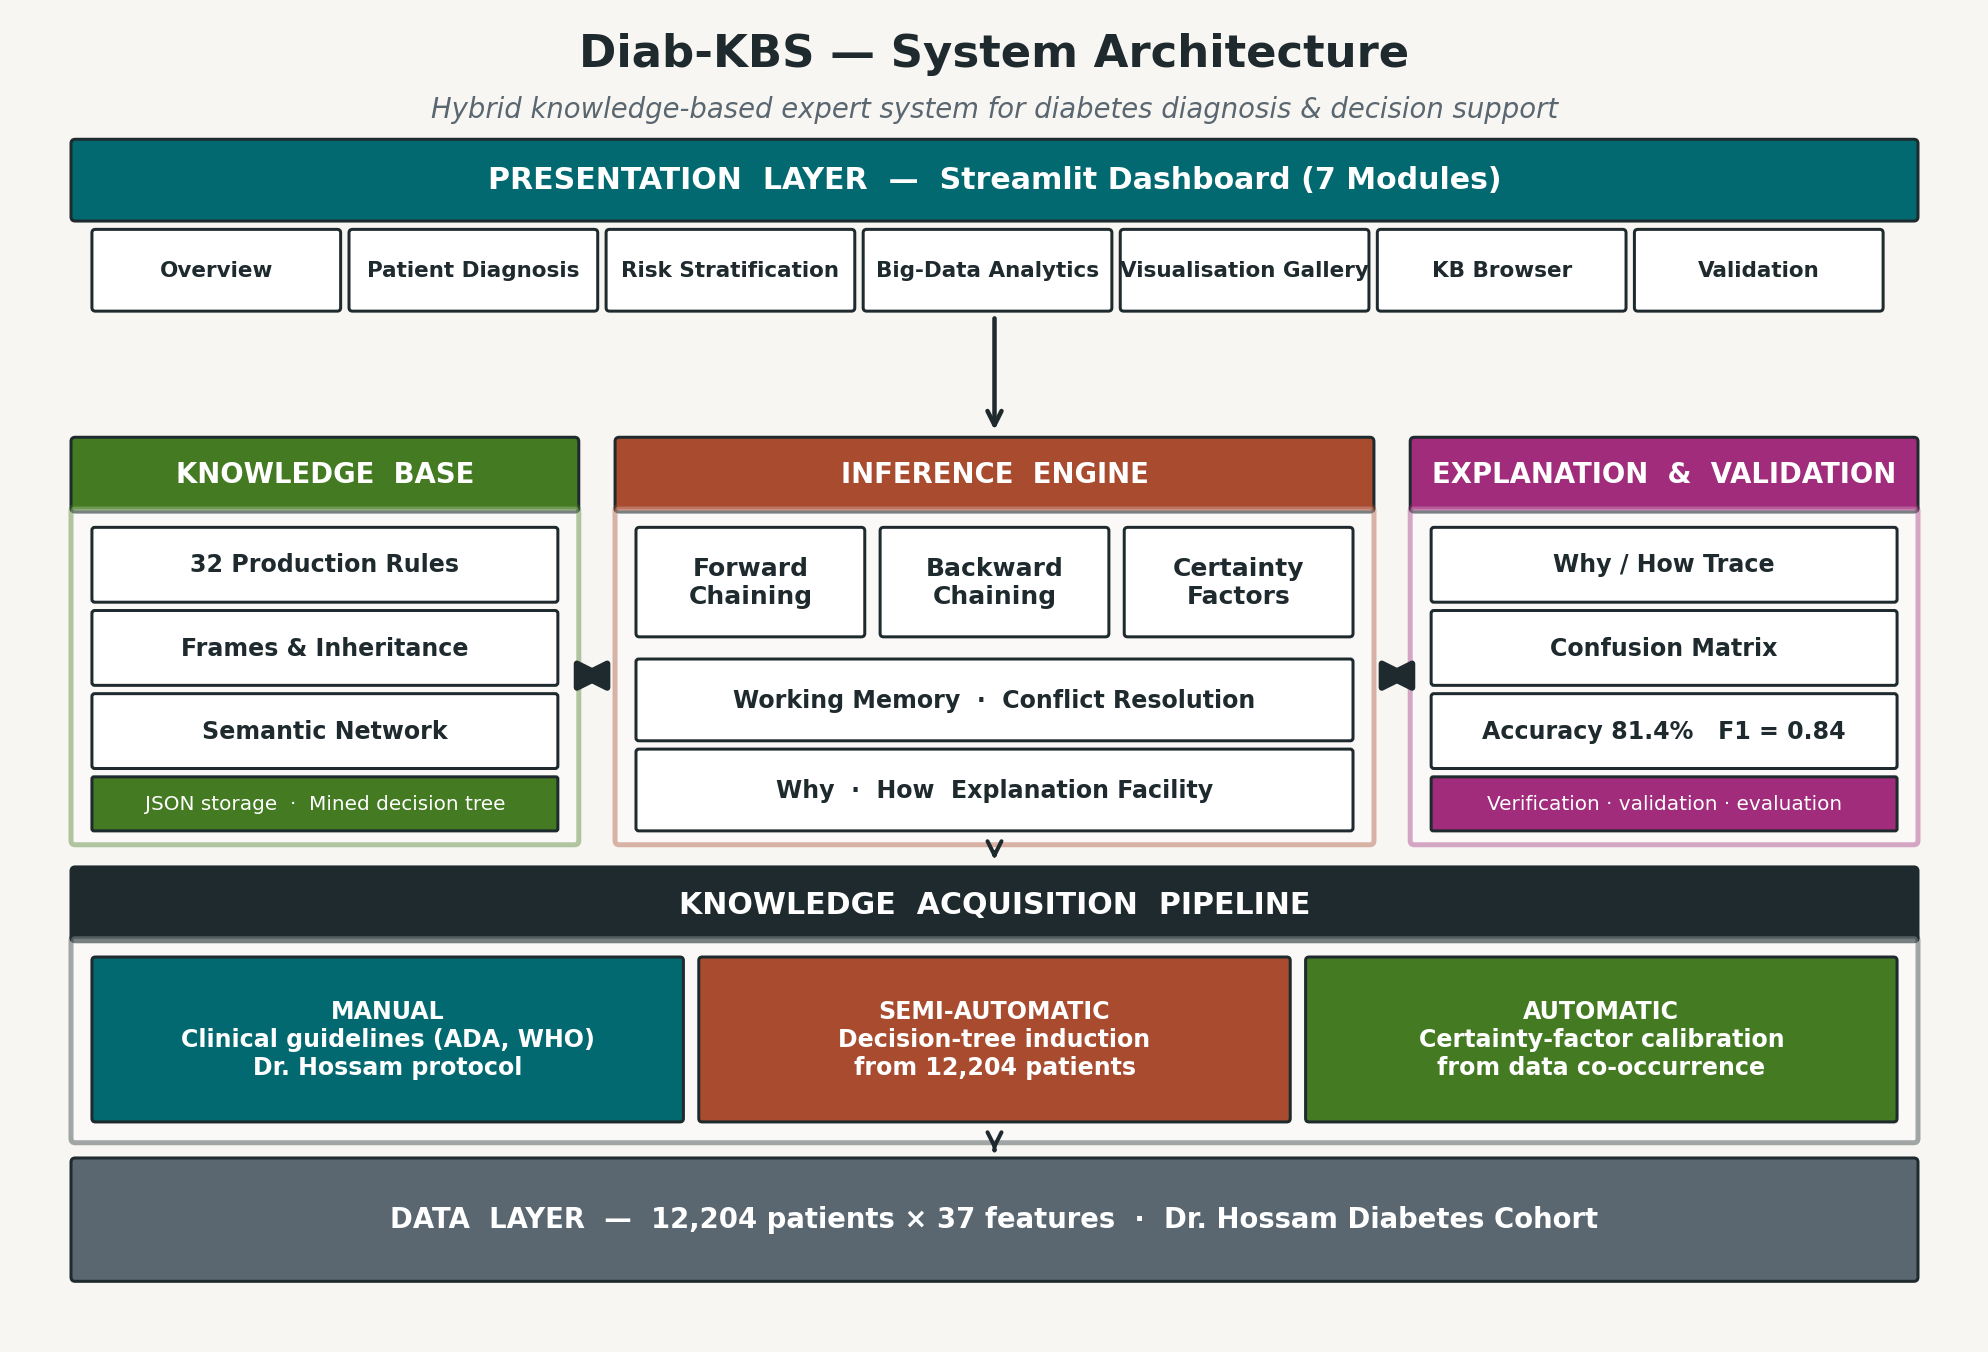 Diab-KBS — System Architecture
Hybrid knowledge-based expert system for diabetes diagnosis & decision support
PRESENTATION LAYER — Streamlit Dashboard (7 Modules)
Overview
Patient Diagnosis
Risk Stratification
Big-Data Analytics
Visualisation Gallery
KB Browser
Validation
KNOWLEDGE BASE
32 Production Rules
Frames & Inheritance
Semantic Network
JSON storage · Mined decision tree
INFERENCE ENGINE
Forward
Chaining
Backward
Chaining
Certainty
Factors
Working Memory · Conflict Resolution
Why · How Explanation Facility
EXPLANATION & VALIDATION
Why / How Trace
Confusion Matrix
Accuracy 81.4% F1 = 0.84
Verification · validation · evaluation
KNOWLEDGE ACQUISITION PIPELINE
MANUAL
Clinical guidelines (ADA, WHO)
Dr. Hossam protocol
SEMI-AUTOMATIC
Decision-tree induction
from 12,204 patients
AUTOMATIC
Certainty-factor calibration
from data co-occurrence
DATA LAYER — 12,204 patients × 37 features · Dr. Hossam Diabetes Cohort